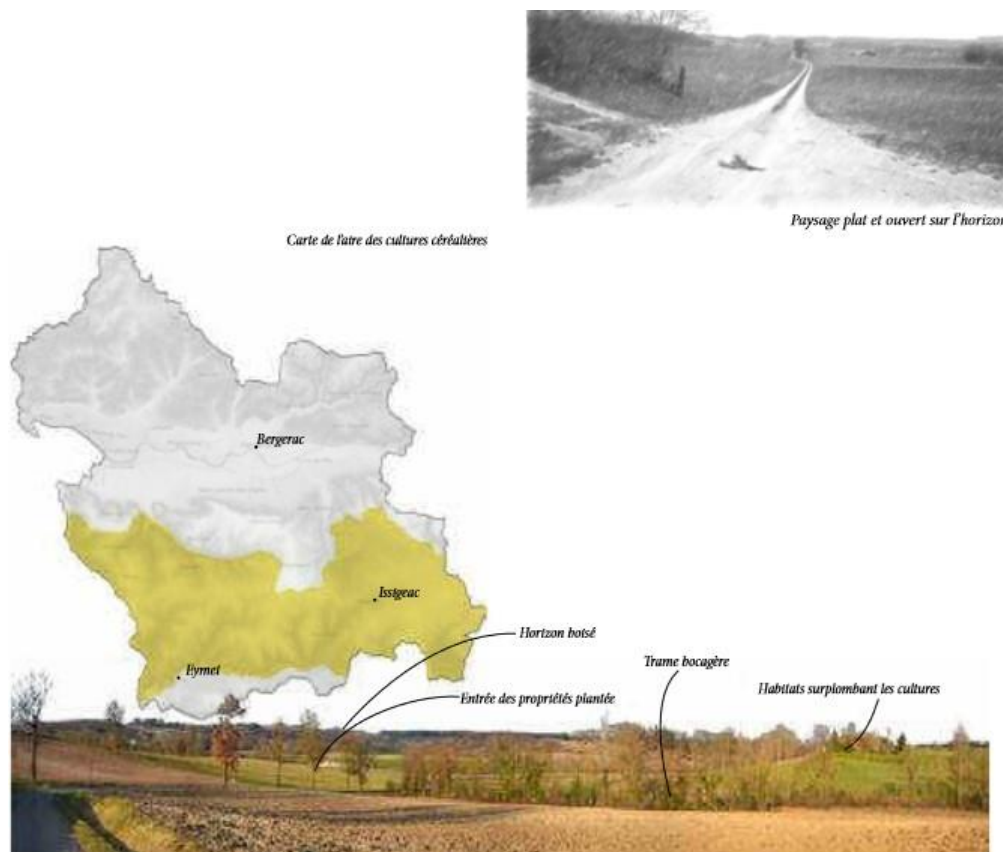 Paysage plat et ouvert sur l'horizon
Carte de l'aire des cultures céréalières
Bergerac
Issigeac
Eymet
Horizon boisé
Trame bocagère
Entrée des propriétés plantée
Habitats surplombant les cultures